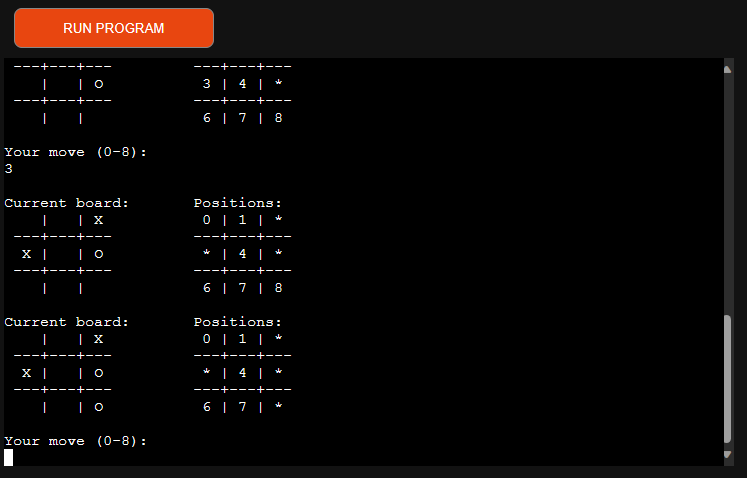 RUN PROGRAM
 ---+---+---         ---+---+---
    |   | O           3 | 4 | *
 ---+---+---         ---+---+---
    |   |             6 | 7 | 8

Your move (0-8):
3

Current board:       Positions:
    |   | X           0 | 1 | *
 ---+---+---         ---+---+---
  X |   | O           * | 4 | *
 ---+---+---         ---+---+---
    |   |             6 | 7 | 8

Current board:       Positions:
    |   | X           0 | 1 | *
 ---+---+---         ---+---+---
  X |   | O           * | 4 | *
 ---+---+---         ---+---+---
    |   | O           6 | 7 | *

Your move (0-8):